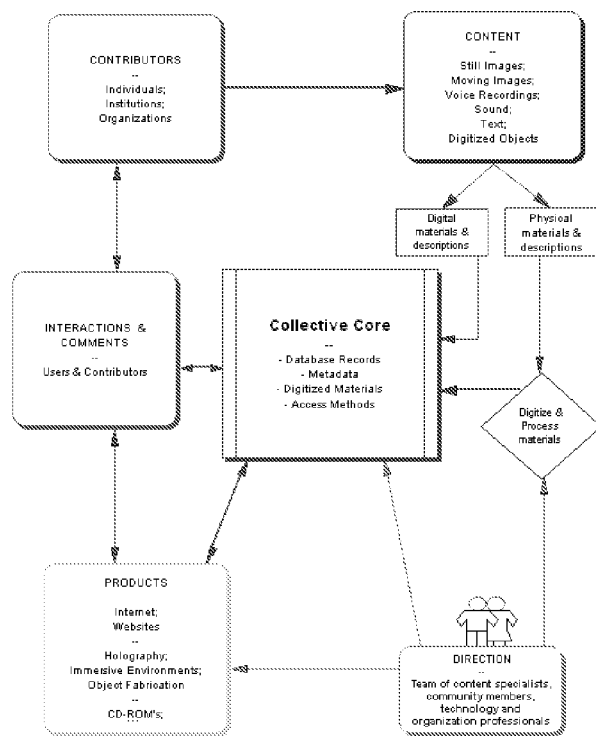 CONTRIBUTORS
--
Individuals;
Institutions;
Organizations
CONTENT
--
Still Images;
Moving Images;
Voice Recordings;
Sound;
Text;
Digitized Objects
Digital
materials &
descriptions
Physical
materials &
descriptions
INTERACTIONS &
COMMENTS
--
Users & Contributors
Collective Core
--
- Database Records
- Metadata
- Digitized Materials
- Access Methods
Digitize &
Process
materials
PRODUCTS
Internet;
Websites
--
Holography;
Immersive Environments;
Object Fabrication
--
CD-ROM's;
DIRECTION
--
Team of content specialists,
community members,
technology and
organization professionals